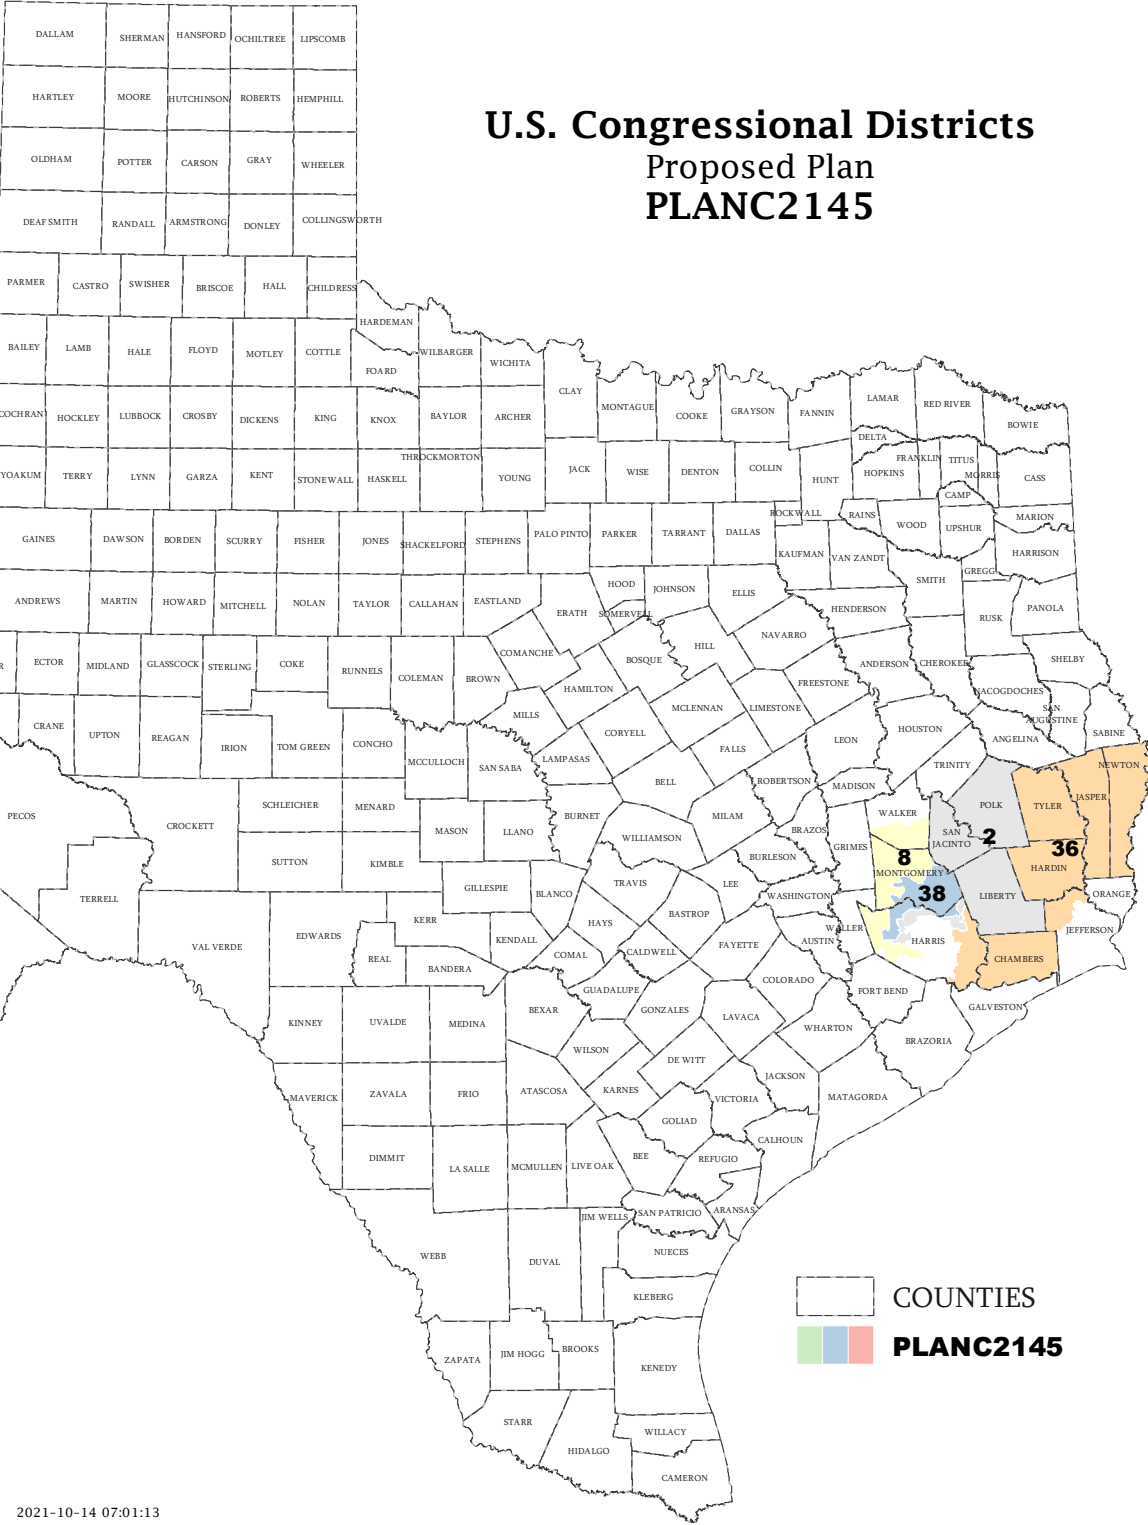 U.S. Congressional Districts
Proposed Plan
PLANC2145
DALLAM
SHERMAN
HANSFORD
OCHILTREE
LIPSCOMB
HARTLEY
MOORE
HUTCHINSON
ROBERTS
HEMPHILL
OLDHAM
POTTER
CARSON
GRAY
WHEELER
DEAF SMITH
RANDALL
ARMSTRONG
DONLEY
COLLINGSWORTH
PARMER
CASTRO
SWISHER
BRISCOE
HALL
CHILDRESS
HARDEMAN
BAILEY
LAMB
HALE
FLOYD
MOTLEY
COTTLE
FOARD
WILBARGER
WICHITA
CLAY
MONTAGUE
COOKE
GRAYSON
FANNIN
LAMAR
RED RIVER
BOWIE
COCHRAN
HOCKLEY
LUBBOCK
CROSBY
DICKENS
KING
KNOX
BAYLOR
ARCHER
DELTA
YOAKUM
TERRY
LYNN
GARZA
KENT
STONEWALL
HASKELL
THROCKMORTON
YOUNG
JACK
WISE
DENTON
COLLIN
HUNT
HOPKINS
FRANKLIN
TITUS
MORRIS
CASS
CAMP
GAINES
DAWSON
BORDEN
SCURRY
FISHER
JONES
SHACKELFORD
STEPHENS
PALO PINTO
PARKER
TARRANT
DALLAS
ROCKWALL
RAINS
WOOD
UPSHUR
MARION
KAUFMAN
VAN ZANDT
HARRISON
GREGG
SMITH
ANDREWS
MARTIN
HOWARD
MITCHELL
NOLAN
TAYLOR
CALLAHAN
EASTLAND
ERATH
HOOD
SOMERVELL
JOHNSON
ELLIS
HENDERSON
RUSK
PANOLA
R
ECTOR
MIDLAND
GLASSCOCK
STERLING
COKE
RUNNELS
COLEMAN
BROWN
COMANCHE
BOSQUE
HILL
NAVARRO
ANDERSON
CHEROKEE
SHELBY
HAMILTON
FREESTONE
NACOGDOCHES
CRANE
UPTON
REAGAN
IRION
TOM GREEN
CONCHO
MCCULLOCH
SAN SABA
MILLS
LAMPASAS
CORYELL
MCLENNAN
LIMESTONE
FALLS
LEON
HOUSTON
SAN
AUGUSTINE
ANGELINA
SABINE
TRINITY
NEWTON
PECOS
CROCKETT
SCHLEICHER
MENARD
MASON
LLANO
BURNET
BELL
MILAM
ROBERTSON
MADISON
WALKER
POLK
TYLER
JASPER
SUTTON
KIMBLE
WILLIAMSON
BRAZOS
GRIMES
SAN
JACINTO
2
36
8
MONTGOMERY
HARDIN
TERRELL
GILLESPIE
BLANCO
TRAVIS
LEE
BURLESON
WASHINGTON
38
LIBERTY
ORANGE
VAL VERDE
EDWARDS
KERR
KENDALL
HAYS
BASTROP
WALLER
AUSTIN
HARRIS
JEFFERSON
REAL
BANDERA
COMAL
CALDWELL
FAYETTE
CHAMBERS
KINNEY
UVALDE
MEDINA
BEXAR
GUADALUPE
GONZALES
LAVACA
COLORADO
FORT BEND
GALVESTON
WHARTON
BRAZORIA
WILSON
DE WITT
MAVERICK
ZAVALA
FRIO
ATASCOSA
KARNES
VICTORIA
JACKSON
MATAGORDA
GOLIAD
CALHOUN
DIMMIT
LA SALLE
MCMULLEN
LIVE OAK
BEE
REFUGIO
JIM WELLS
SAN PATRICIO
ARANSAS
WEBB
DUVAL
NUECES
KLEBERG
ZAPATA
JIM HOGG
BROOKS
KENEDY
STARR
HIDALGO
WILLACY
CAMERON
COUNTIES
PLANC2145
2021-10-14 07:01:13